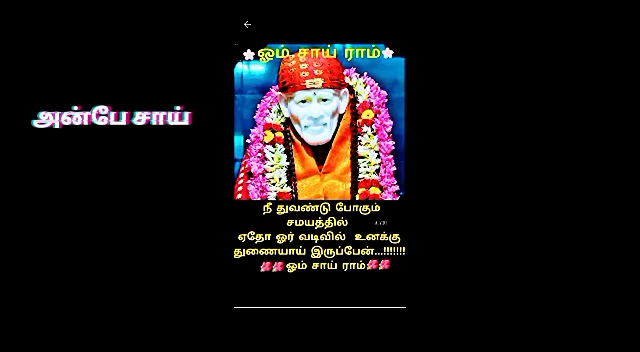 ஓம் சாய் ராம்
அன்பே சாய்
நீ துவண்டு போகும்
சமயத்தில்
ஏதோ ஓர் வடிவில் உனக்கு
துணையாய் இருப்பேன்...!!!!!!!
ஓம் சாய் ராம்